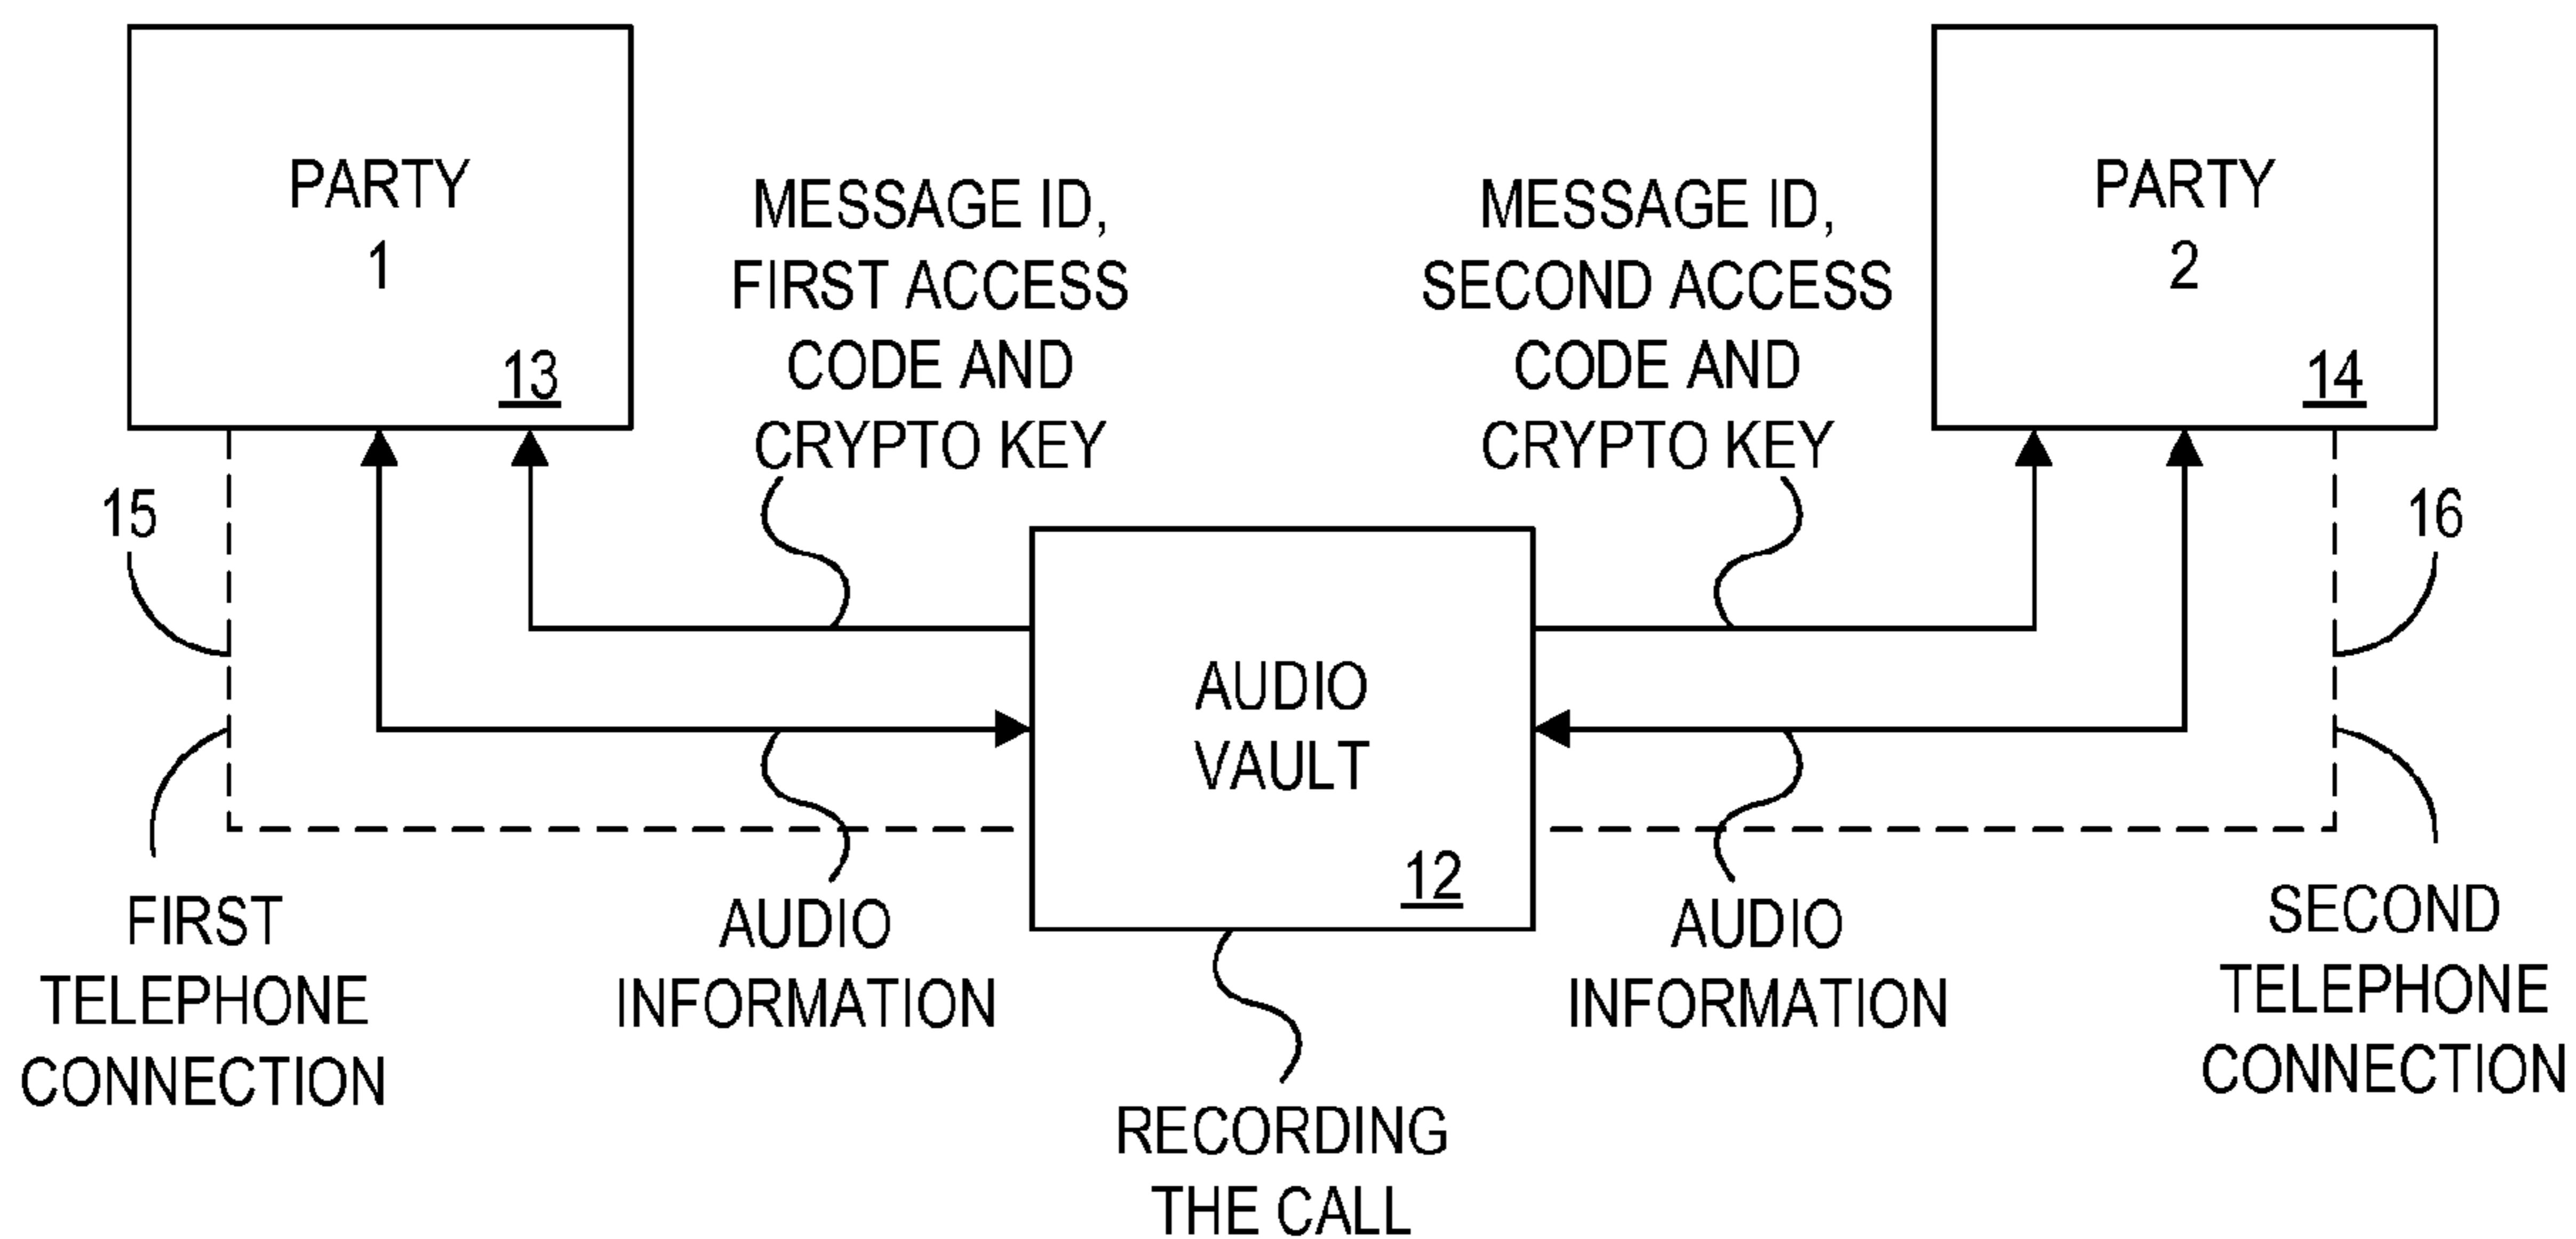 PARTY
1
13
MESSAGE ID,
FIRST ACCESS
CODE AND
CRYPTO KEY
MESSAGE ID,
SECOND ACCESS
CODE AND
CRYPTO KEY
PARTY
2
14
15
16
AUDIO
VAULT
12
FIRST
TELEPHONE
CONNECTION
AUDIO
INFORMATION
RECORDING
THE CALL
AUDIO
INFORMATION
SECOND
TELEPHONE
CONNECTION